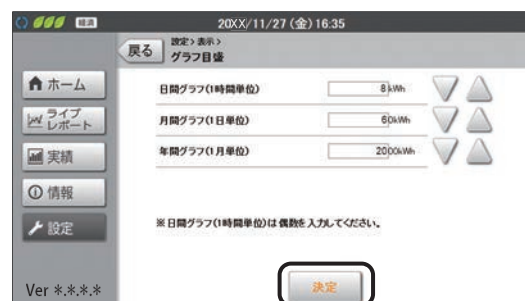 経済
20XX/11/27 (金) 16:35
戻る
設定 > 表示 >
グラフ目盛
ホーム
ライブ
レポート
実績
情報
設定
Ver *.*.*.*
日間グラフ(1時間単位) 8 kWh
月間グラフ(1日単位) 60kWh
年間グラフ(1月単位) 2000kWh
※日間グラフ(1時間単位)は偶数を入力してください。
決定